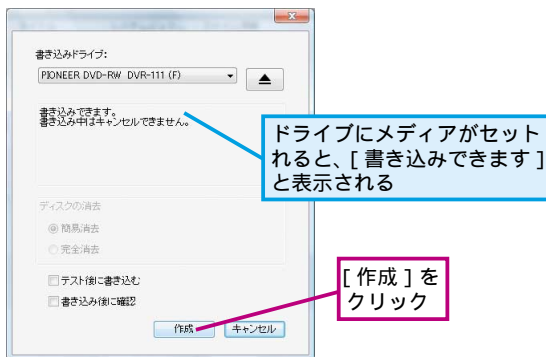 書き込みドライブ:
PIONEER DVD-RW DVR-111 (F)
書き込みできます。
書き込み中はキャンセルできません。
ドライブにメディアがセット
れると、[ 書き込みできます ]
と表示される
ディスクの消去
簡易消去
完全消去
テスト後に書き込む
書き込み後に確認
[ 作成 ] を
クリック
作成
キャンセル